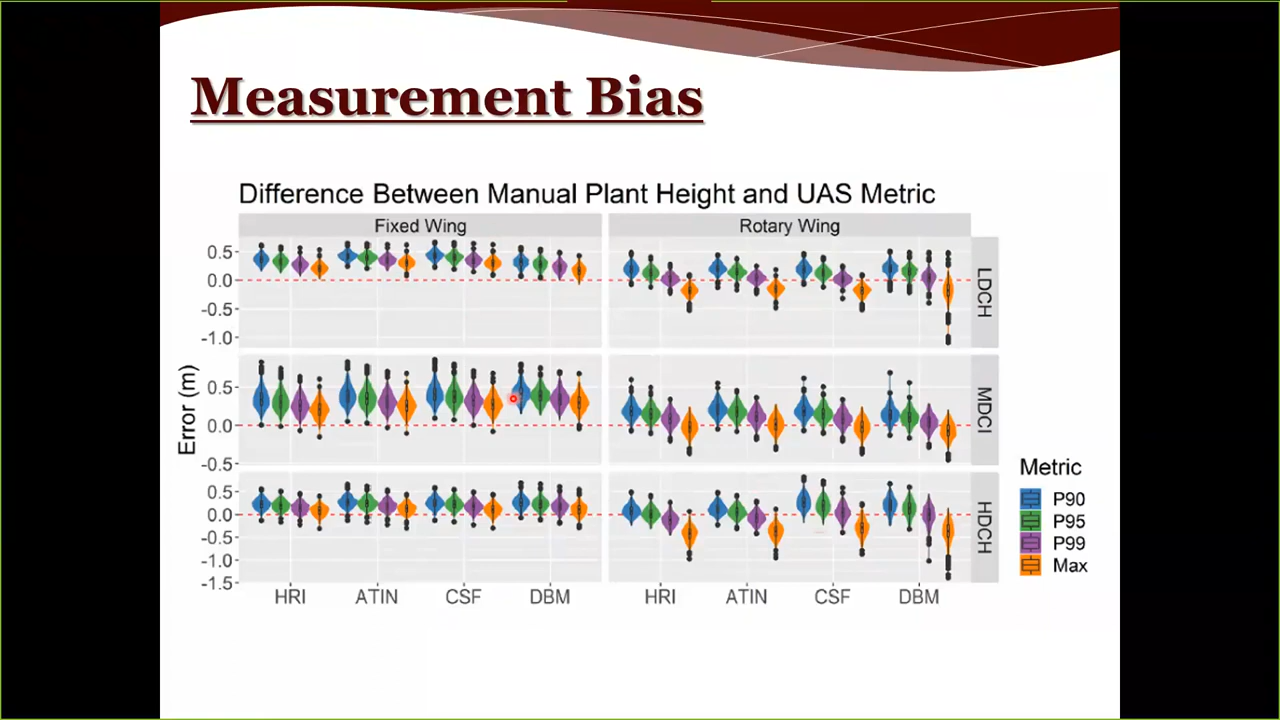 Measurement Bias
Difference Between Manual Plant Height and UAS Metric
Fixed Wing
Rotary Wing
Error (m)
0.5
0.0
-0.5
-1.0
LDCH
0.5
0.0
-0.5
MDCI
0.5
0.0
-0.5
-1.0
-1.5
HDCH
HRI ATIN CSF DBM
HRI ATIN CSF DBM
Metric
P90
P95
P99
Max